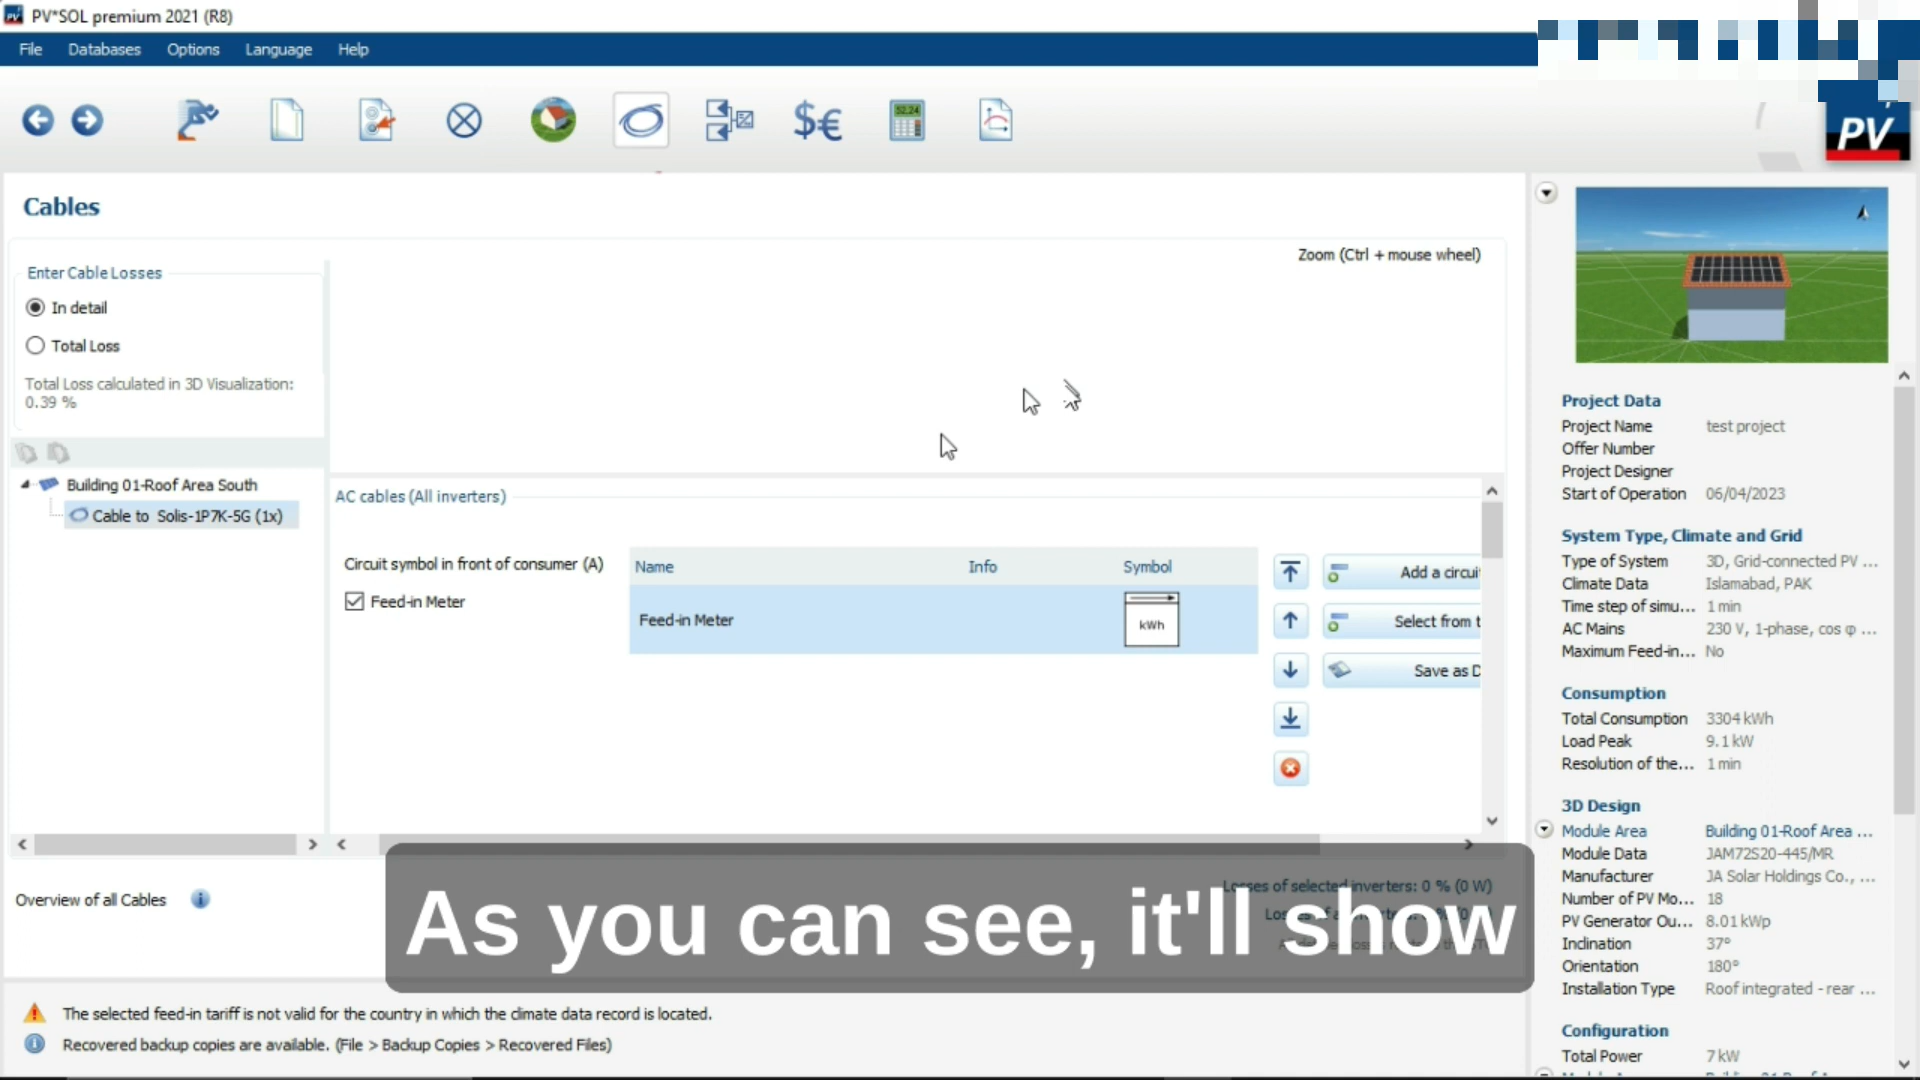 PV*SOL premium 2021 (R8)
File Databases Options Language Help
52.24
$€
PV
Cables
Zoom (Ctrl + mouse wheel)
Enter Cable Losses
In detail
Total Loss
Total Loss calculated in 3D Visualization:
0.39 %
Building 01-Roof Area South
Cable to Solis-1P7K-5G (1x)
AC cables (All inverters)
Circuit symbol in front of consumer (A)
Feed-in Meter
Name Info Symbol
Feed-in Meter kWh
Add a circui
Select from t
Save as D
Overview of all Cables
Losses of selected inverters: 0 % (0 W)
As you can see, it'll show
The selected feed-in tariff is not valid for the country in which the climate data record is located.
Recovered backup copies are available. (File > Backup Copies > Recovered Files)
Project Data
Project Name test project
Offer Number
Project Designer
Start of Operation 06/04/2023
System Type, Climate and Grid
Type of System 3D, Grid-connected PV ...
Climate Data Islamabad, PAK
Time step of simu... 1 min
AC Mains 230 V, 1-phase, cos φ ...
Maximum Feed-in... No
Consumption
Total Consumption 3304 kWh
Load Peak 9.1 kW
Resolution of the... 1 min
3D Design
Module Area Building 01-Roof Area ...
Module Data JAM72S20-445/MR
Manufacturer JA Solar Holdings Co., ...
Number of PV Mo... 18
PV Generator Ou... 8.01 kWp
Inclination 37°
Orientation 180°
Installation Type Roof integrated - rear ...
Configuration
Total Power 7 kW